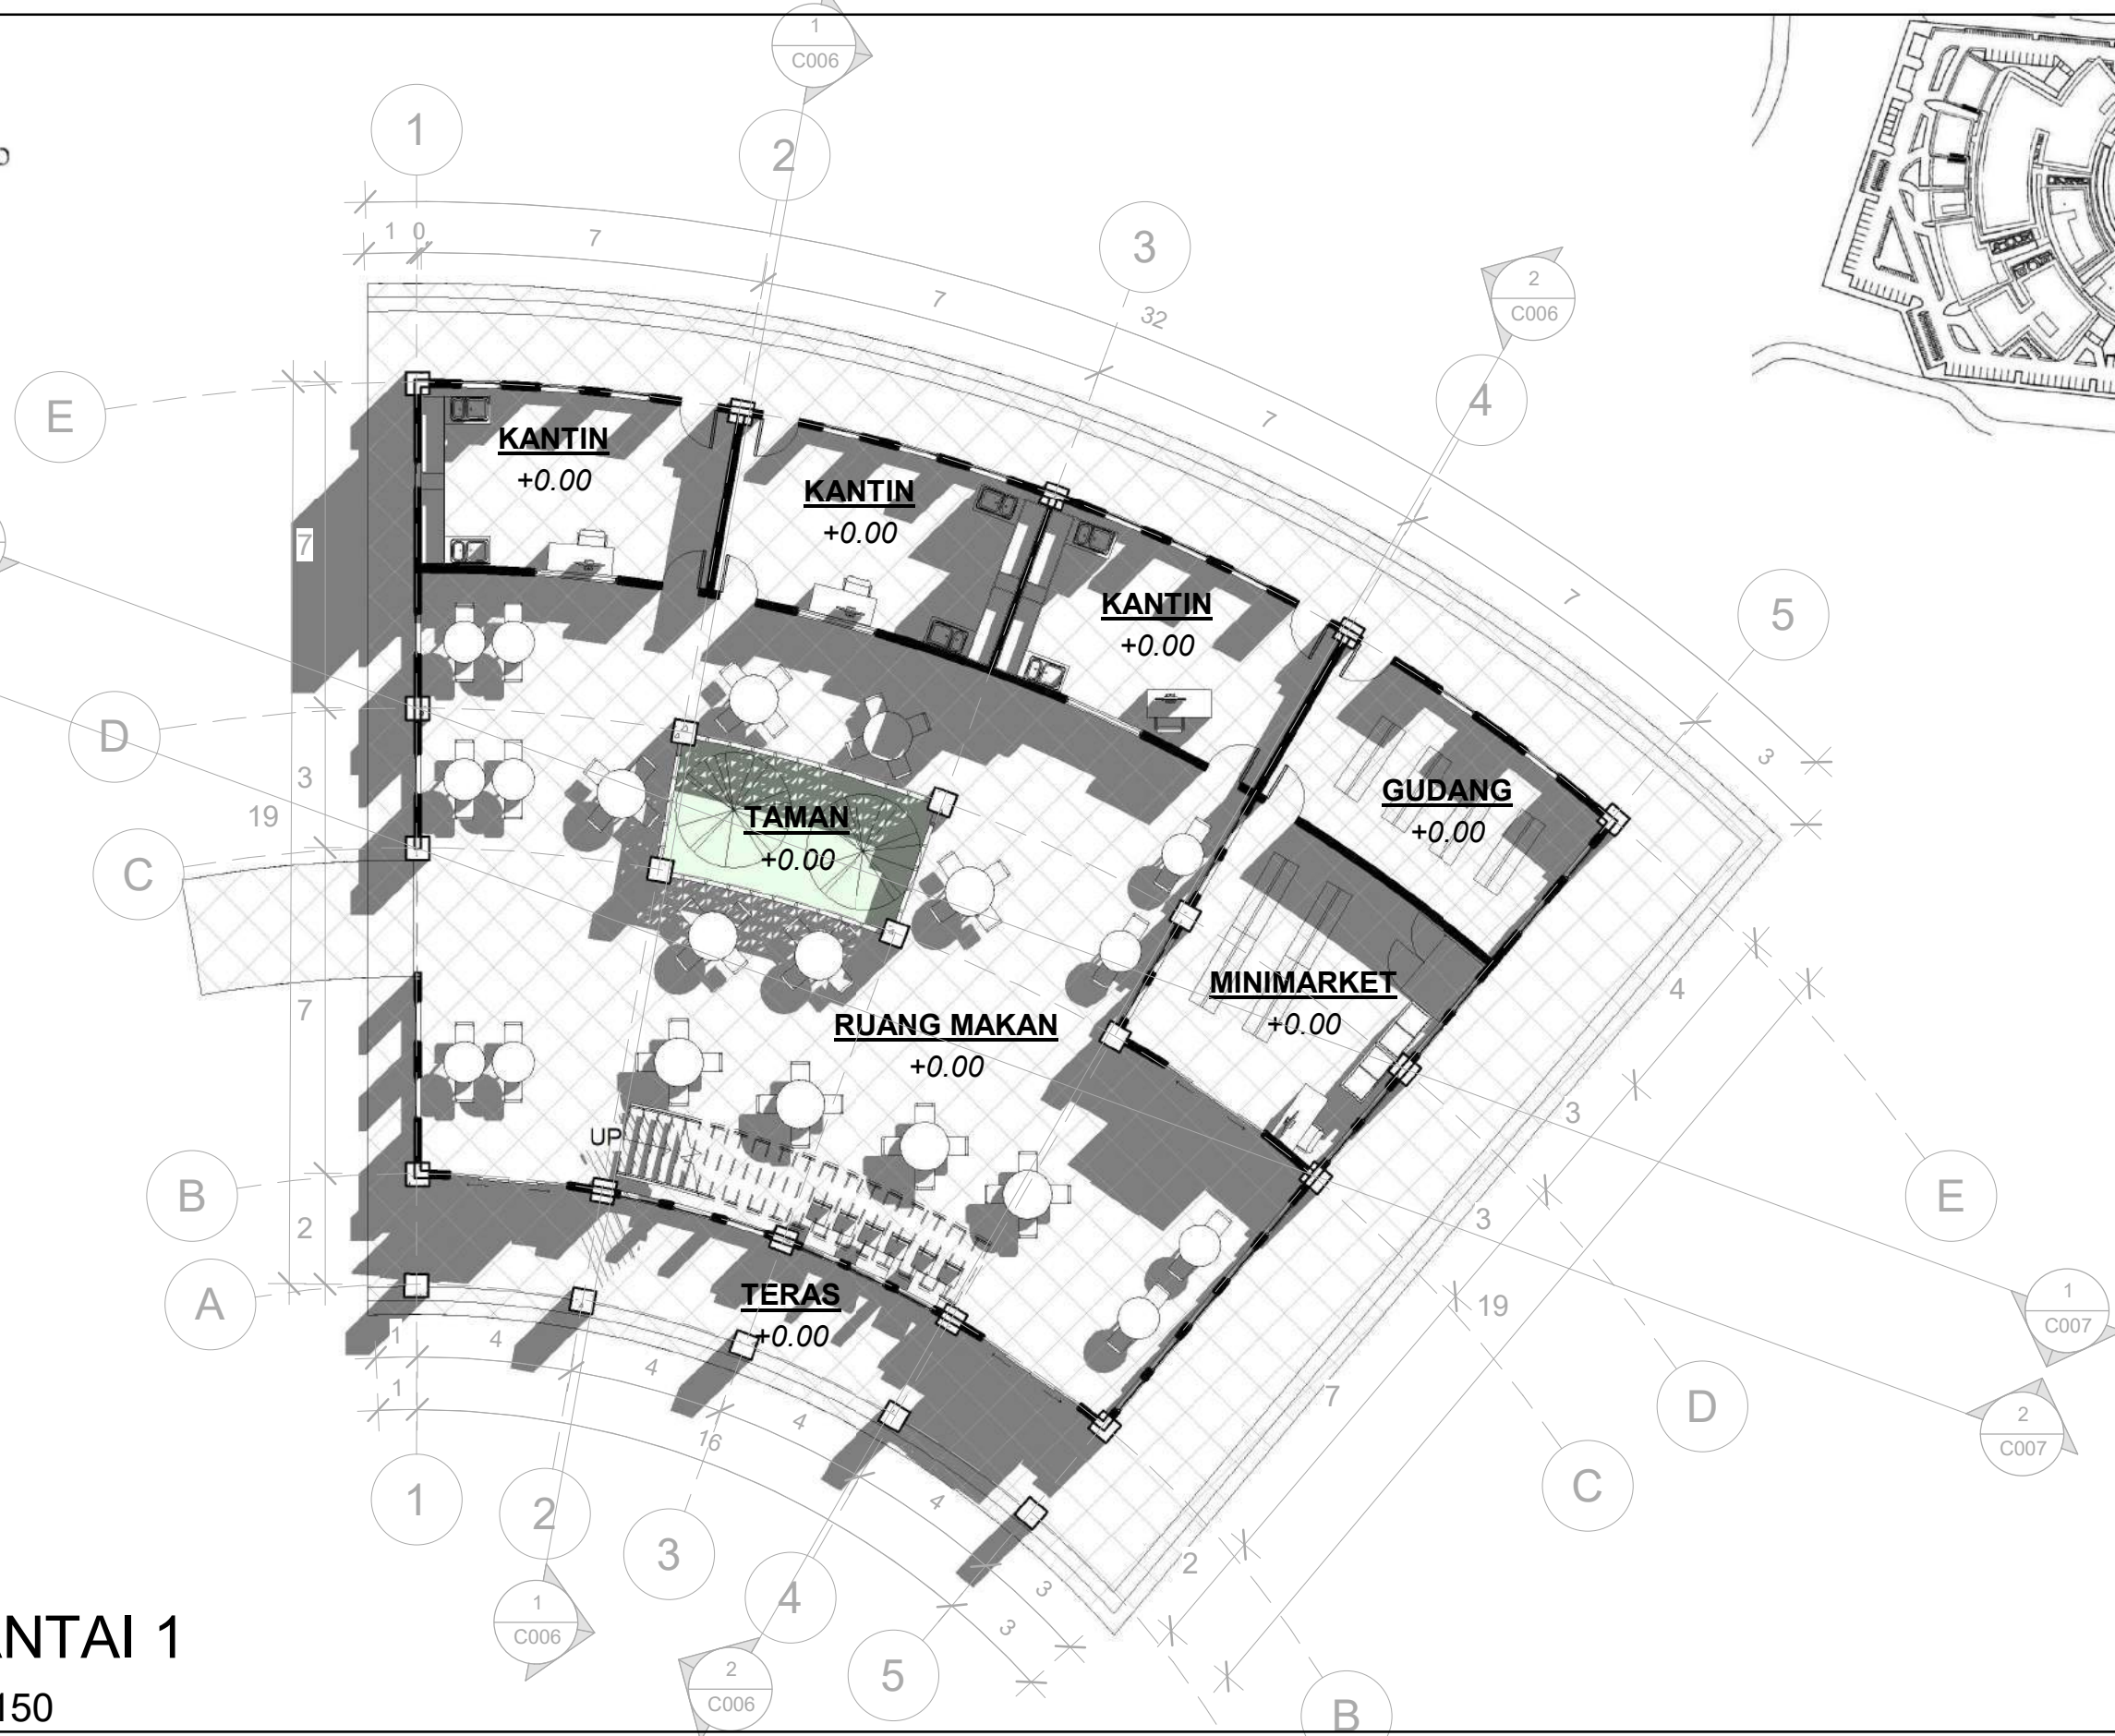 1
C006
1
2
3
2
C006
4
5
1 0,
7
7
32
7
7
3
E
D
C
B
A
7
3
19
7
2
KANTIN
+0.00
KANTIN
+0.00
KANTIN
+0.00
GUDANG
+0.00
TAMAN
+0.00
MINIMARKET
+0.00
RUANG MAKAN
+0.00
UP
TERAS
+0.00
4
3
3
19
7
2
E
D
C
B
1
C007
2
C007
1
4
4
4
4
3
1
16
3
1
2
3
4
5
1
C006
2
C006
NTAI 1
150